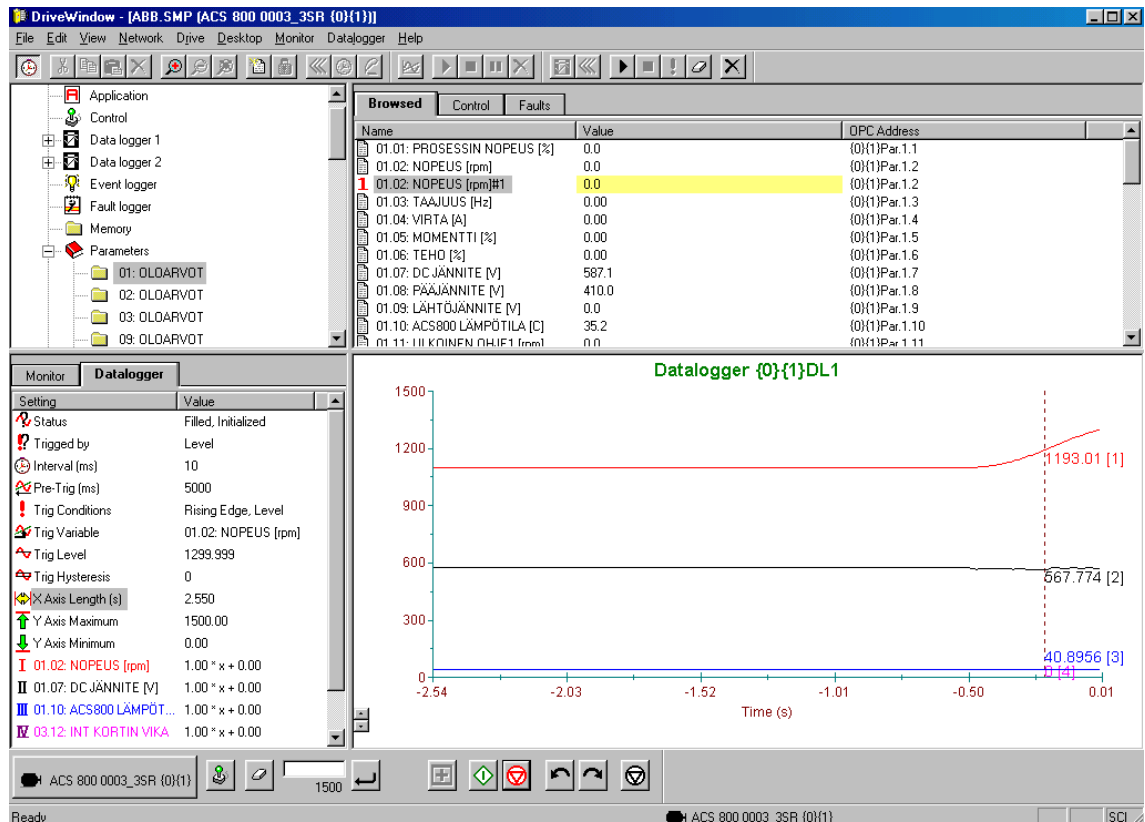 DriveWindow - [ABB.SMP (ACS 800 0003_3SR {0}{1})]
File Edit View Network Drive Desktop Monitor Datalogger Help
Application
Control
Data logger 1
Data logger 2
Event logger
Fault logger
Memory
Parameters
01: OLOARVOT
02: OLOARVOT
03: OLOARVOT
09: OLOARVOT
Browsed Control Faults
Name Value OPC Address
01.01: PROSESSIN NOPEUS [%] 0.0 {0}{1}Par.1.1
01.02: NOPEUS [rpm] 0.0 {0}{1}Par.1.2
1 01.02: NOPEUS [rpm]#1 0.0 {0}{1}Par.1.2
01.03: TAAJUUS [Hz] 0.00 {0}{1}Par.1.3
01.04: VIRTA [A] 0.00 {0}{1}Par.1.4
01.05: MOMENTTI [%] 0.00 {0}{1}Par.1.5
01.06: TEHO [%] 0.00 {0}{1}Par.1.6
01.07: DC JÄNNITE [V] 587.1 {0}{1}Par.1.7
01.08: PÄÄJÄNNITE [V] 410.0 {0}{1}Par.1.8
01.09: LÄHTÖJÄNNITE [V] 0.0 {0}{1}Par.1.9
01.10: ACS800 LÄMPÖTILA [C] 35.2 {0}{1}Par.1.10
01.11: ULKOINEN OHJE1 [rpm] 0.0 {0}{1}Par.1.11
Monitor Datalogger
Setting Value
Status Filled, Initialized
Trigged by Level
Interval (ms) 10
Pre-Trig (ms) 5000
Trig Conditions Rising Edge, Level
Trig Variable 01.02: NOPEUS [rpm]
Trig Level 1299.999
Trig Hysteresis 0
X Axis Length (s) 2.550
Y Axis Maximum 1500.00
Y Axis Minimum 0.00
I 01.02: NOPEUS [rpm] 1.00 * x + 0.00
II 01.07: DC JÄNNITE [V] 1.00 * x + 0.00
III 01.10: ACS800 LÄMPÖT... 1.00 * x + 0.00
IV 03.12: INT KORTIN VIKA 1.00 * x + 0.00
Datalogger {0}{1}DL1
1500
1200
1193.01 [1]
900
600
567.774 [2]
300
40.8956 [3]
0 [4]
0
-2.54 -2.03 -1.52 -1.01 -0.50 0.01
Time (s)
ACS 800 0003_3SR {0}{1} 1500
Ready ACS 800 0003_3SR {0}{1} SCI